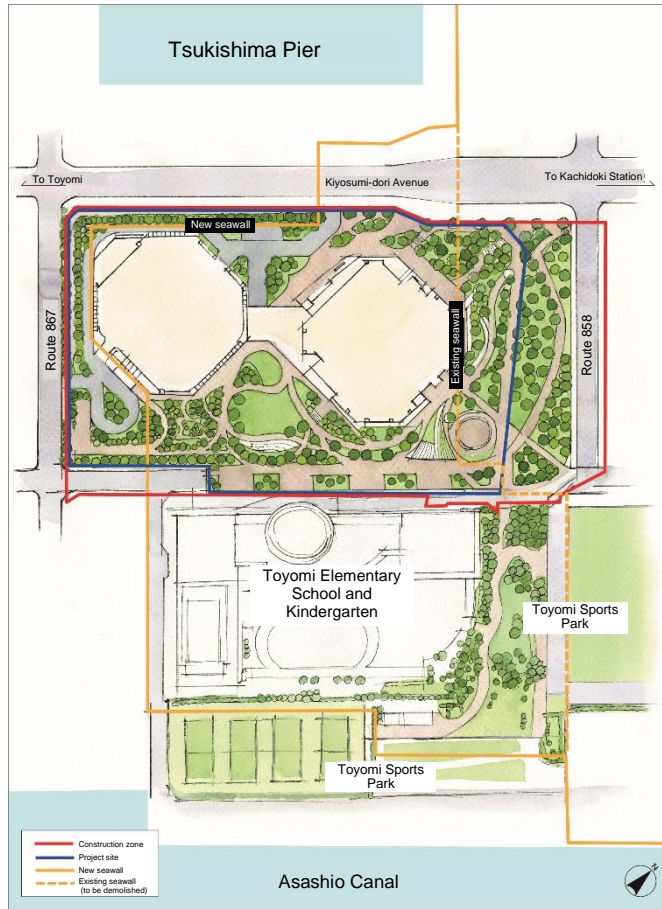 Tsukishima Pier
To Toyomi
Kiyosumi-dori Avenue
To Kachidoki Station
New seawall
Route 867
Existing seawall
Route 858
Toyomi Elementary
School and
Kindergarten
Toyomi Sports
Park
Toyomi Sports
Park
Construction zone
Project site
New seawall
Existing seawall
(to be demolished)
Asashio Canal
N